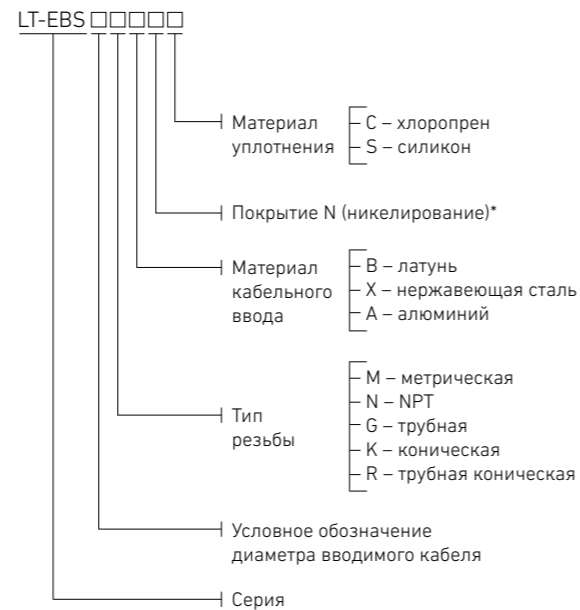 LT-EBS □□□□□
Материал
уплотнения
C – хлоропрен
S – силикон
Покрытие N (никелирование)*
Материал
кабельного
ввода
B – латунь
X – нержавеющая сталь
A – алюминий
Тип
резьбы
M – метрическая
N – NPT
G – трубная
K – коническая
R – трубная коническая
Условное обозначение
диаметра вводимого кабеля
Серия